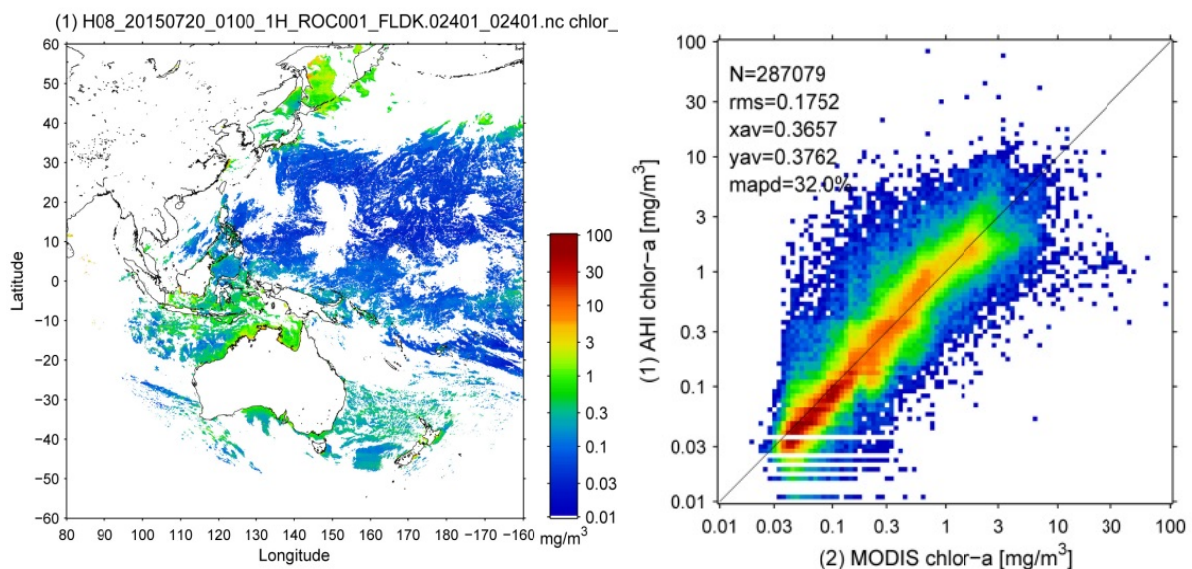 (1) H08_20150720_0100_1H_ROC001_FLDK.02401_02401.nc chlor_
60
50
40
30
20
10
0
−10
−20
−30
−40
−50
−60
Latitude
80 90 100 110 120 130 140 150 160 170 180 −170 −160
Longitude
100
30
10
3
1
0.3
0.1
0.03
0.01
mg/m³
N=287079
rms=0.1752
xav=0.3657
yav=0.3762
mapd=32.0%
(1) AHI chlor−a [mg/m³]
100
30
10
3
1
0.3
0.1
0.03
0.01
0.01 0.03 0.1 0.3 1 3 10 30 100
(2) MODIS chlor−a [mg/m³]